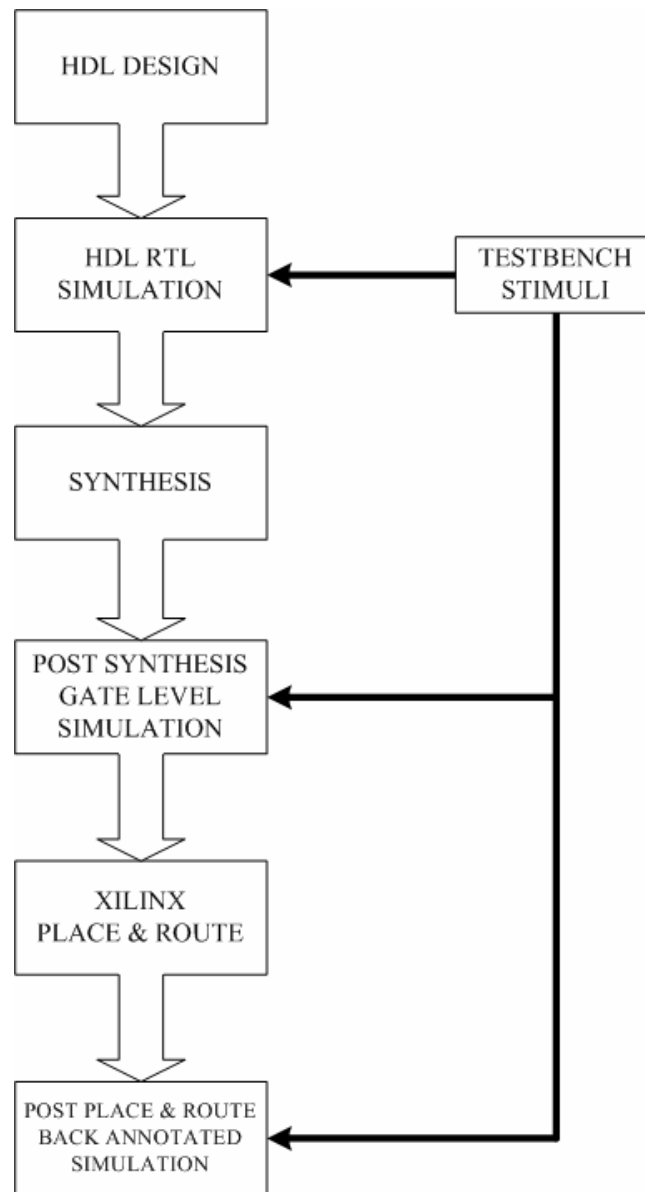 HDL DESIGN
HDL RTL
SIMULATION
TESTBENCH
STIMULI
SYNTHESIS
POST SYNTHESIS
GATE LEVEL
SIMULATION
XILINX
PLACE & ROUTE
POST PLACE & ROUTE
BACK ANNOTATED
SIMULATION